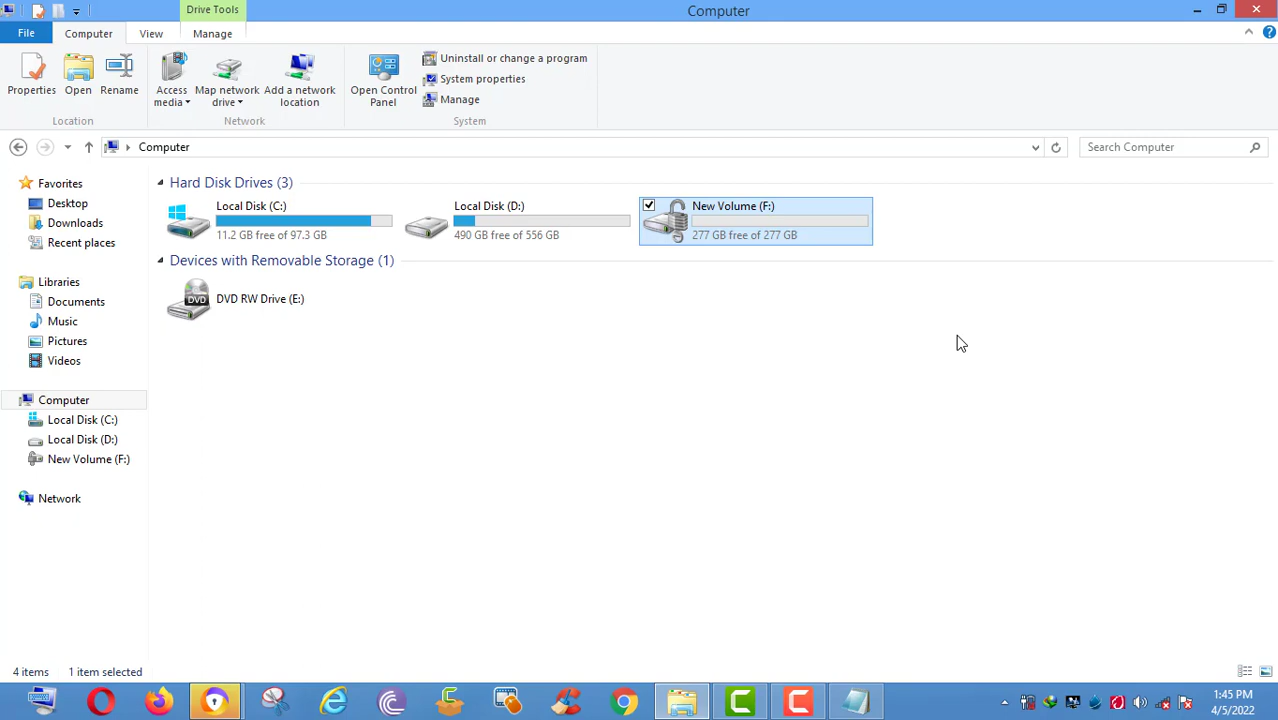 Drive Tools
Computer
File
Computer
View
Manage
Properties
Open
Rename
Access media
Map network drive
Add a network location
Open Control Panel
Uninstall or change a program
System properties
Manage
Location
Network
System
Computer
Search Computer
Favorites
Desktop
Downloads
Recent places
Libraries
Documents
Music
Pictures
Videos
Computer
Local Disk (C:)
Local Disk (D:)
New Volume (F:)
Network
Hard Disk Drives (3)
Local Disk (C:)
11.2 GB free of 97.3 GB
Local Disk (D:)
490 GB free of 556 GB
New Volume (F:)
277 GB free of 277 GB
Devices with Removable Storage (1)
DVD
DVD RW Drive (E:)
4 items
1 item selected
1:45 PM
4/5/2022